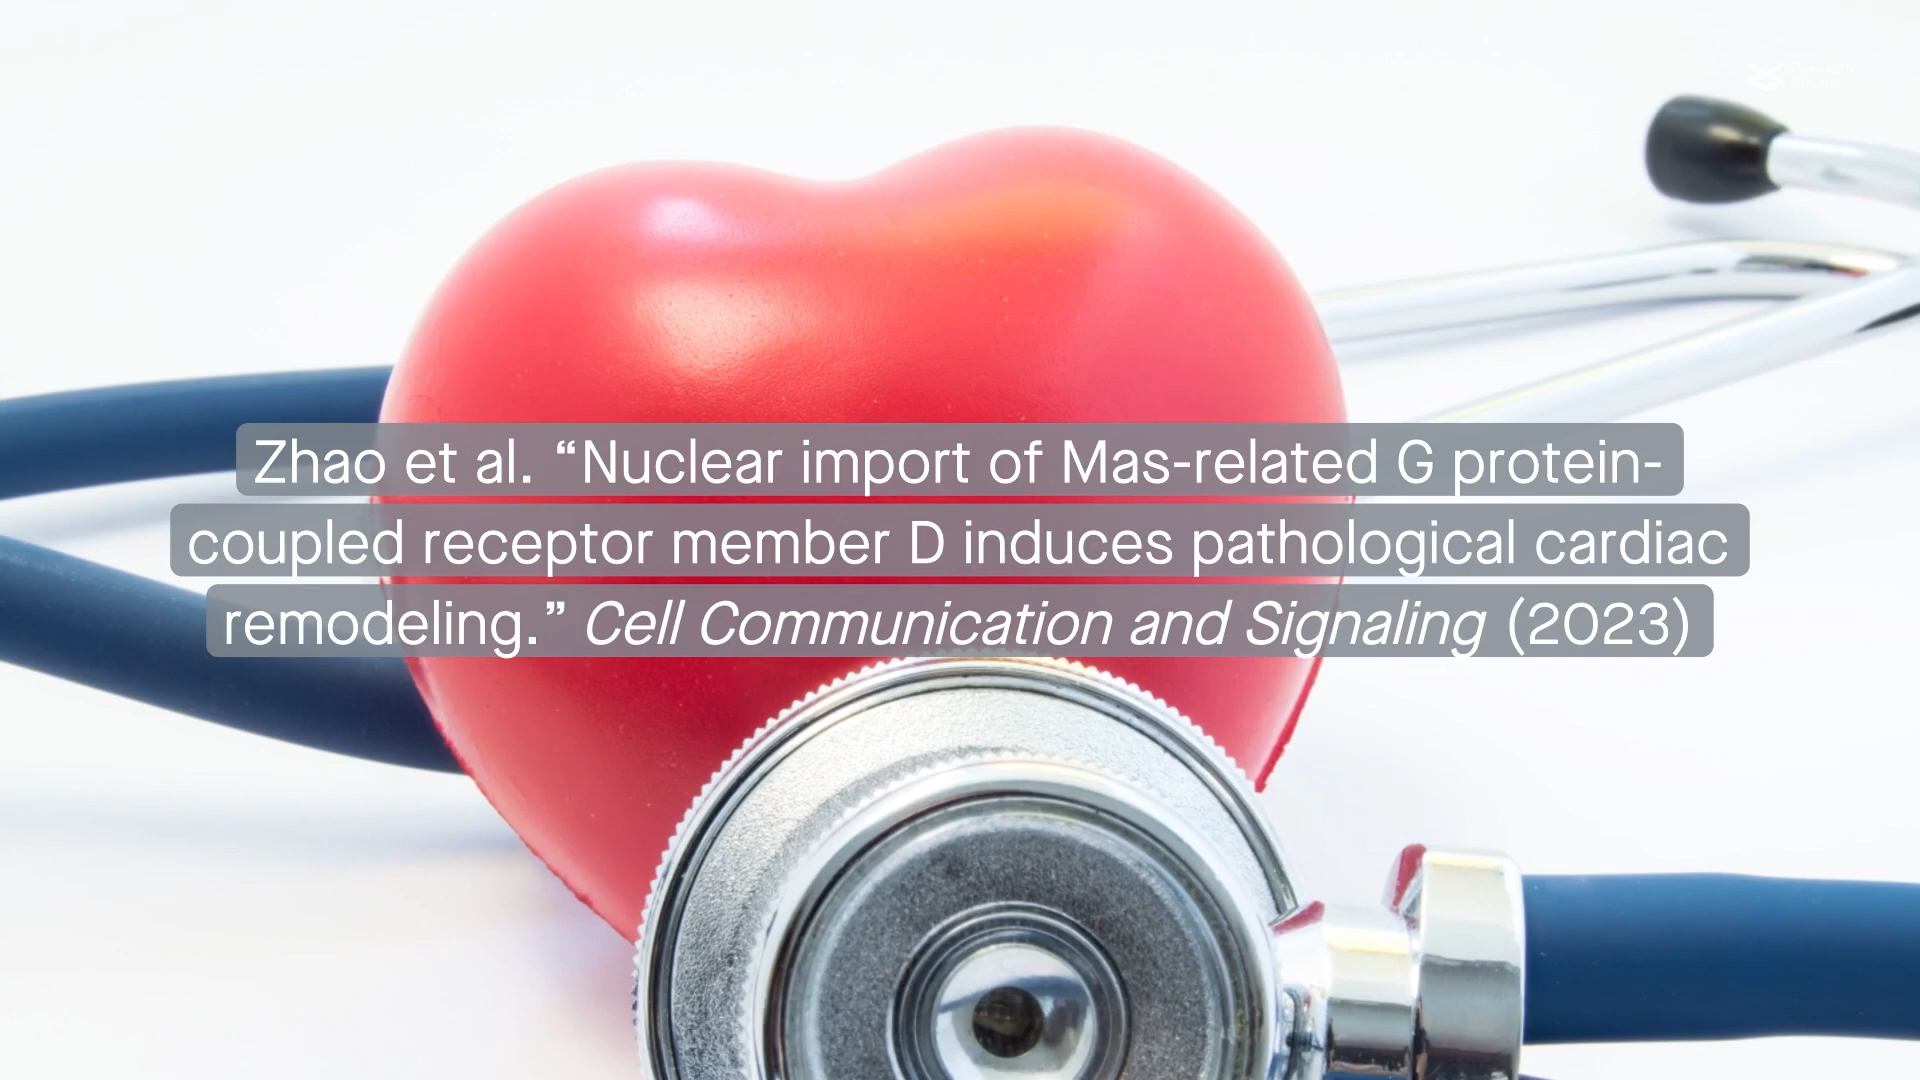 Zhao et al. “Nuclear import of Mas-related G protein-
coupled receptor member D induces pathological cardiac
remodeling.” Cell Communication and Signaling (2023)